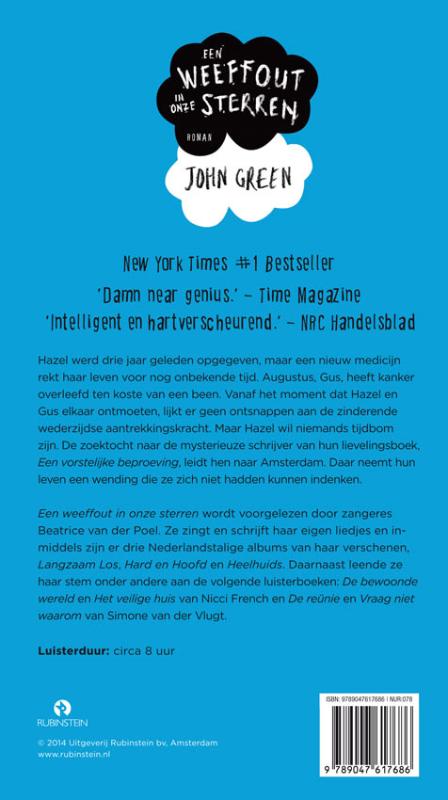 EEN
WEEFFOUT
IN ONZE STERREN
ROMAN
JOHN GREEN
NEW YORK TIMES #1 BESTSELLER
'Damn near genius.' – Time Magazine
'Intelligent en hartverscheurend.' – NRC Handelsblad
Hazel werd drie jaar geleden opgegeven, maar een nieuw medicijn
rekt haar leven voor nog onbekende tijd. Augustus, Gus, heeft kanker
overleefd ten koste van een been. Vanaf het moment dat Hazel en
Gus elkaar ontmoeten, lijkt er geen ontsnappen aan de zinderende
wederzijdse aantrekkingskracht. Maar Hazel wil niemands tijdbom
zijn. De zoektocht naar de mysterieuze schrijver van hun lievelingsboek,
Een vorstelijke beproeving, leidt hen naar Amsterdam. Daar neemt hun
leven een wending die ze zich niet hadden kunnen indenken.
Een weeffout in onze sterren wordt voorgelezen door zangeres
Beatrice van der Poel. Ze zingt en schrijft haar eigen liedjes en in-
middels zijn er drie Nederlandstalige albums van haar verschenen,
Langzaam Los, Hard en Hoofd en Heelhuids. Daarnaast leende ze
haar stem onder andere aan de volgende luisterboeken: De bewoonde
wereld en Het veilige huis van Nicci French en De reünie en Vraag niet
waarom van Simone van der Vlugt.
Luisterduur: circa 8 uur
RUBINSTEIN
© 2014 Uitgeverij Rubinstein bv, Amsterdam
www.rubinstein.nl
ISBN: 9789047617686 | NUR:078
9 789047 617686